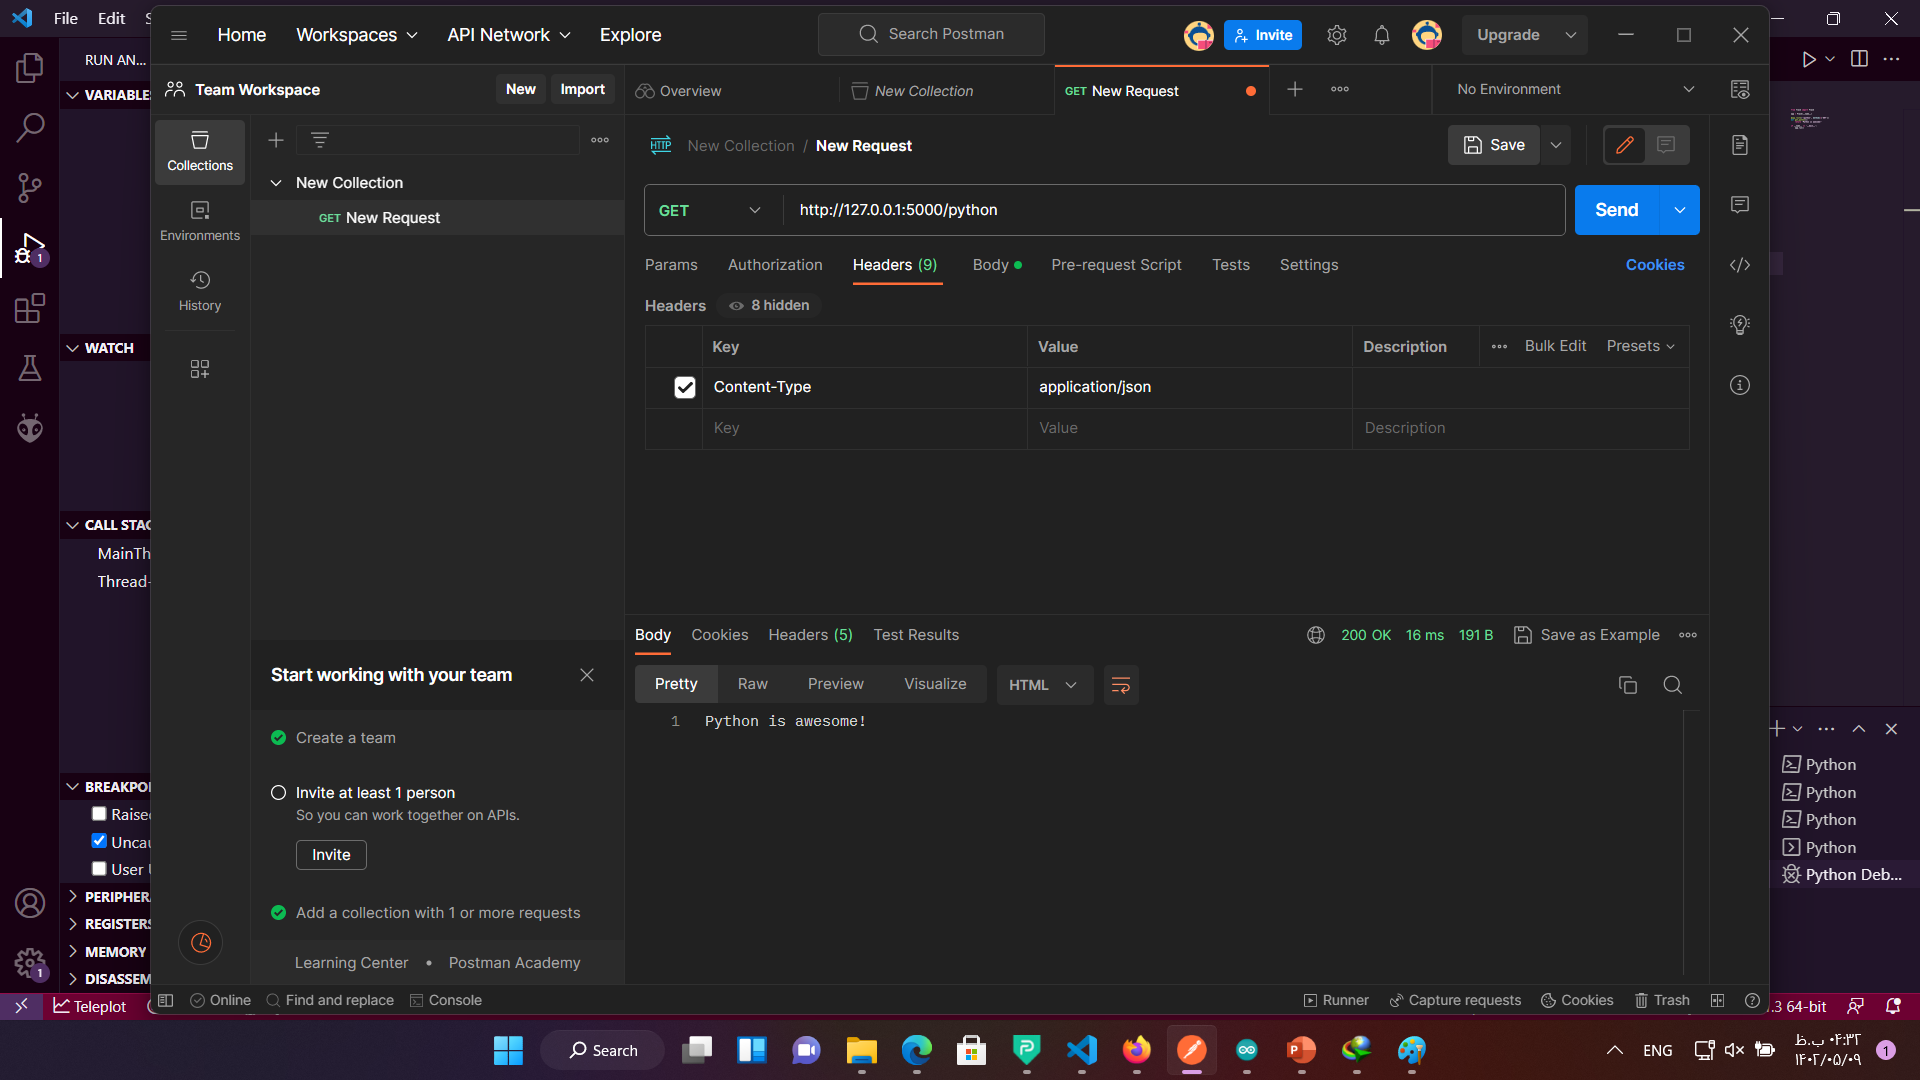 File Edit
Home Workspaces API Network Explore Search Postman Invite Upgrade
RUN AN...
Team Workspace New Import Overview New Collection GET New Request No Environment
VARIABLE
Collections
New Collection / New Request Save
New Collection
GET New Request
GET http://127.0.0.1:5000/python Send
Environments
Params Authorization Headers (9) Body Pre-request Script Tests Settings Cookies
History
Headers 8 hidden
WATCH
Key Value Description Bulk Edit Presets
Content-Type application/json
Key Value Description
CALL STAC
MainTh
Thread-
Body Cookies Headers (5) Test Results 200 OK 16 ms 191 B Save as Example
Start working with your team
Pretty Raw Preview Visualize HTML
1 Python is awesome!
Create a team
Invite at least 1 person
So you can work together on APIs.
Invite
Add a collection with 1 or more requests
Learning Center • Postman Academy
BREAKPOI
Raise
Uncau
User
PERIPHER
REGISTERS
MEMORY
DISASSEM
Python
Python
Python
Python
Python Deb...
Online Find and replace Console Runner Capture requests Cookies Trash
Teleplot .3 64-bit
Search ENG
۰۴:۳۲ ب.ظ
۱۴۰۲/۰۵/۰۹
1